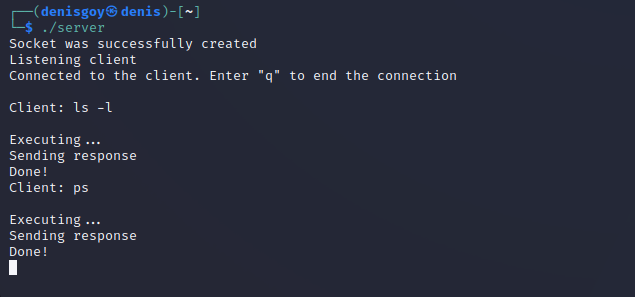 ┌──(denisgoy㉿denis)-[~]
└─$ ./server
Socket was successfully created
Listening client
Connected to the client. Enter "q" to end the connection
Client: ls -l
Executing...
Sending response
Done!
Client: ps
Executing...
Sending response
Done!